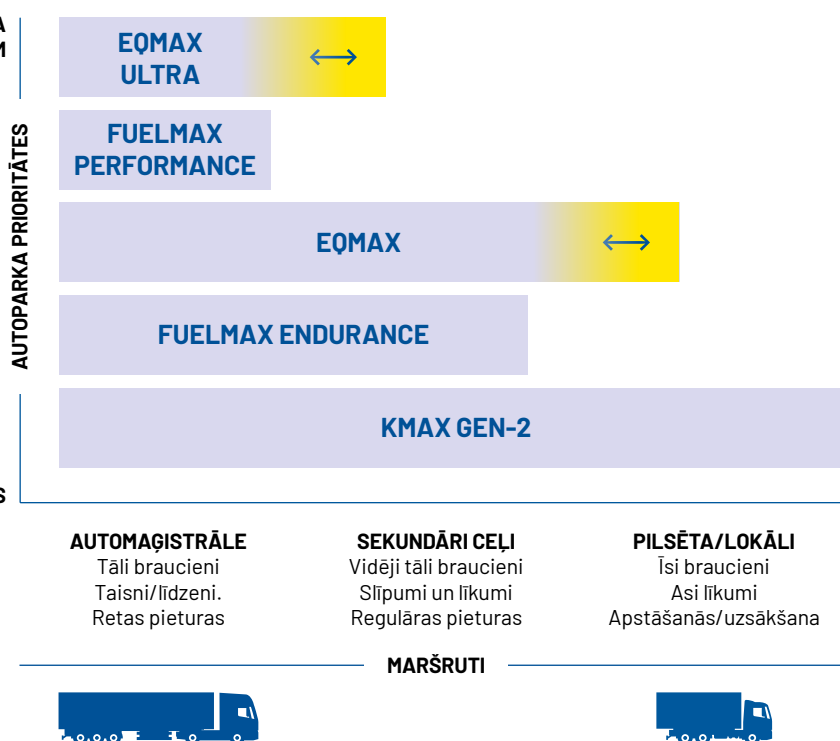 A
M
EQMAX
ULTRA
FUELMAX
PERFORMANCE
AUTOPARKA PRIORITĀTES
EQMAX
FUELMAX ENDURANCE
KMAX GEN-2
S
AUTOMAĢISTRĀLE
Tāli braucieni
Taisni/līdzeni.
Retas pieturas
SEKUNDĀRI CEĻI
Vidēji tāli braucieni
Slīpumi un līkumi
Regulāras pieturas
PILSĒTA/LOKĀLI
Īsi braucieni
Asi līkumi
Apstāšanās/uzsākšana
MARŠRUTI